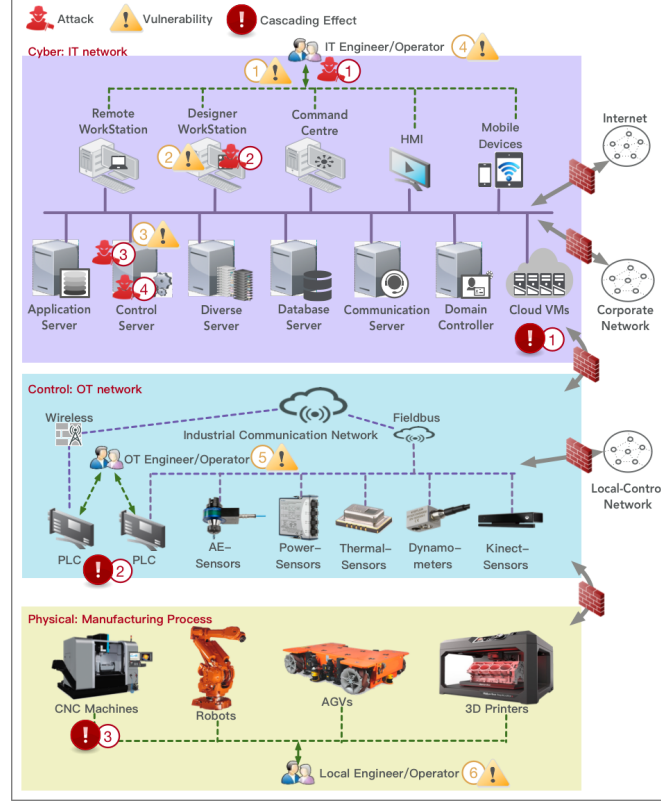 Attack
Vulnerability
! Cascading Effect
Cyber: IT network
IT Engineer/Operator 4
1
1
Remote
WorkStation
Designer
WorkStation
Command
Centre
HMI
Mobile
Devices
Internet
2
2
3
3
4
Application
Server
Control
Server
Diverse
Server
Database
Server
Communication
Server
Domain
Controller
Cloud VMs
Corporate
Network
! 1
Control: OT network
Wireless
Fieldbus
Industrial Communication Network
OT Engineer/Operator 5
Local-Contro
Network
PLC
PLC
! 2
AE-
Sensors
Power-
Sensors
Thermal-
Sensors
Dynamo-
meters
Kinect-
Sensors
Physical: Manufacturing Process
CNC Machines
Robots
AGVs
3D Printers
! 3
Local Engineer/Operator 6